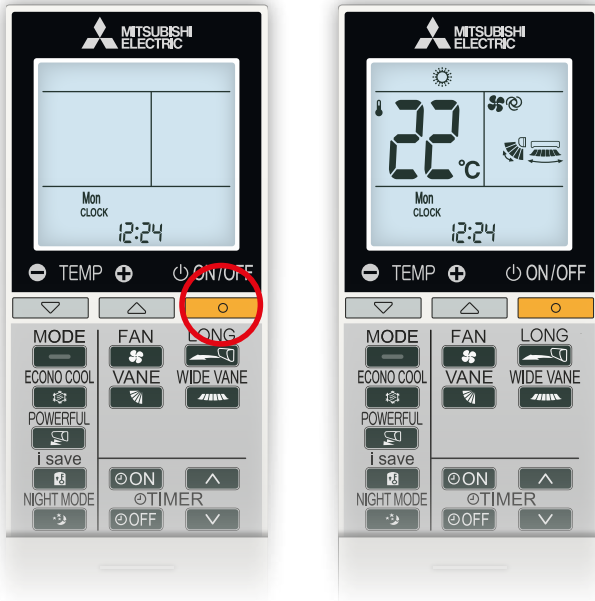 MITSUBISHI
ELECTRIC
Mon
CLOCK
12:24
TEMP
ON/OFF
MODE FAN LONG
ECONO COOL VANE WIDE VANE
POWERFUL
i save
ON
NIGHT MODE TIMER
OFF
MITSUBISHI
ELECTRIC
22°C
Mon
CLOCK
12:24
TEMP
ON/OFF
MODE FAN LONG
ECONO COOL VANE WIDE VANE
POWERFUL
i save
ON
NIGHT MODE TIMER
OFF